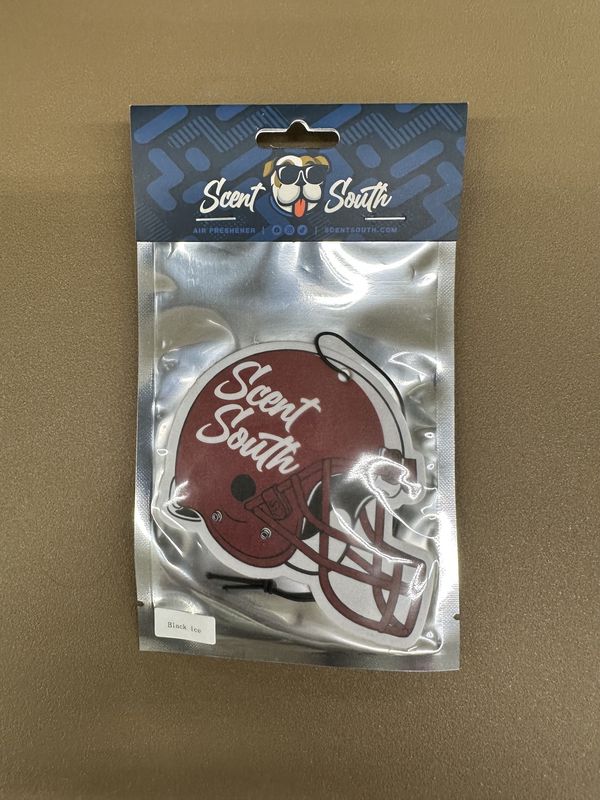 Scent South
AIR FRESHENER | SCENTSOUTH.COM
Scent
South
Black Ice